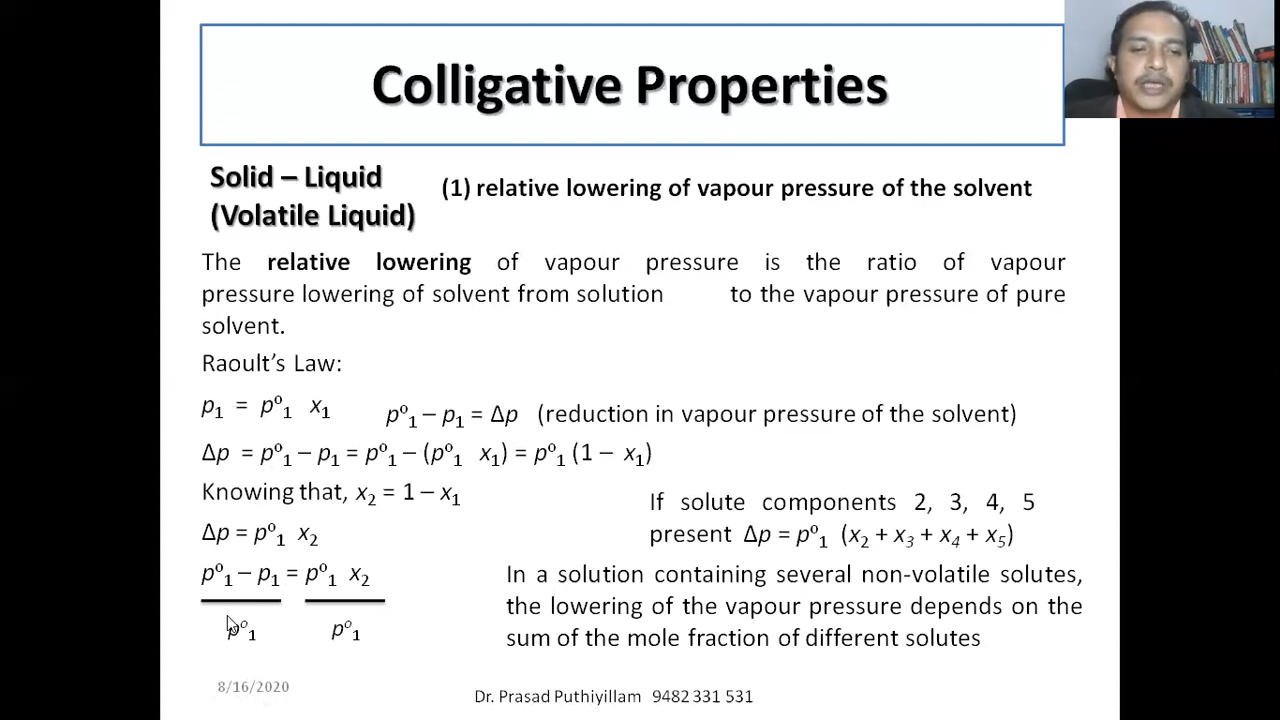 Colligative Properties
Solid – Liquid
(Volatile Liquid)
(1) relative lowering of vapour pressure of the solvent
The relative lowering of vapour pressure is the ratio of vapour
pressure lowering of solvent from solution to the vapour pressure of pure
solvent.
Raoult's Law:
p₁ = pº₁ x₁
pº₁ – p₁ = Δp (reduction in vapour pressure of the solvent)
Δp = pº₁ – p₁ = pº₁ – (pº₁ x₁) = pº₁ (1 – x₁)
Knowing that, x₂ = 1 – x₁
Δp = pº₁ x₂
pº₁ – p₁ = pº₁ x₂
pº₁ pº₁
If solute components 2, 3, 4, 5
present Δp = pº₁ (x₂ + x₃ + x₄ + x₅)
In a solution containing several non-volatile solutes,
the lowering of the vapour pressure depends on the
sum of the mole fraction of different solutes
8/16/2020
Dr. Prasad Puthiyillam 9482 331 531